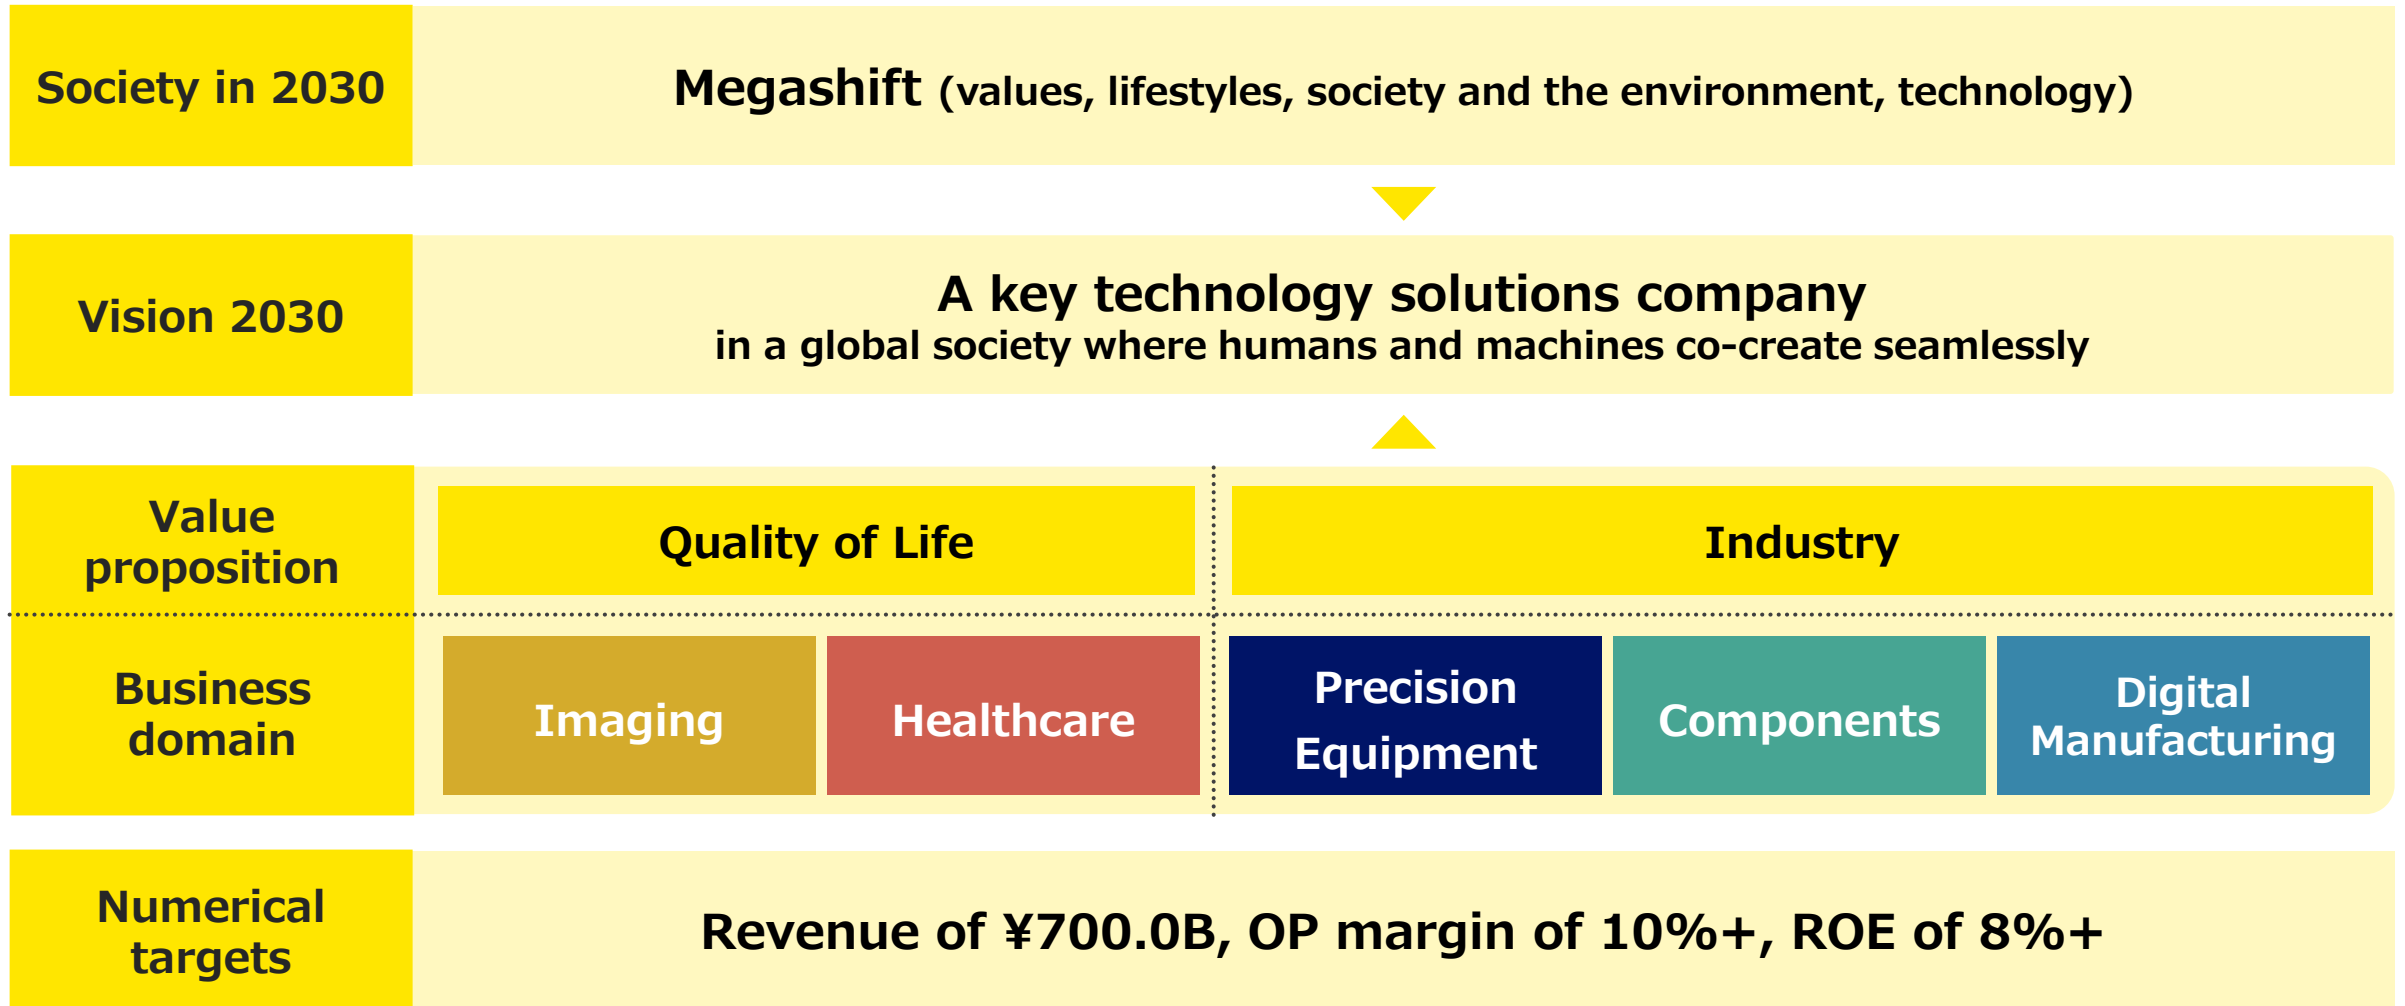 Society in 2030
Megashift (values, lifestyles, society and the environment, technology)
Vision 2030
A key technology solutions company
in a global society where humans and machines co-create seamlessly
Value
proposition
Quality of Life
Industry
Business
domain
Imaging
Healthcare
Precision
Equipment
Components
Digital
Manufacturing
Numerical
targets
Revenue of ¥700.0B, OP margin of 10%+, ROE of 8%+